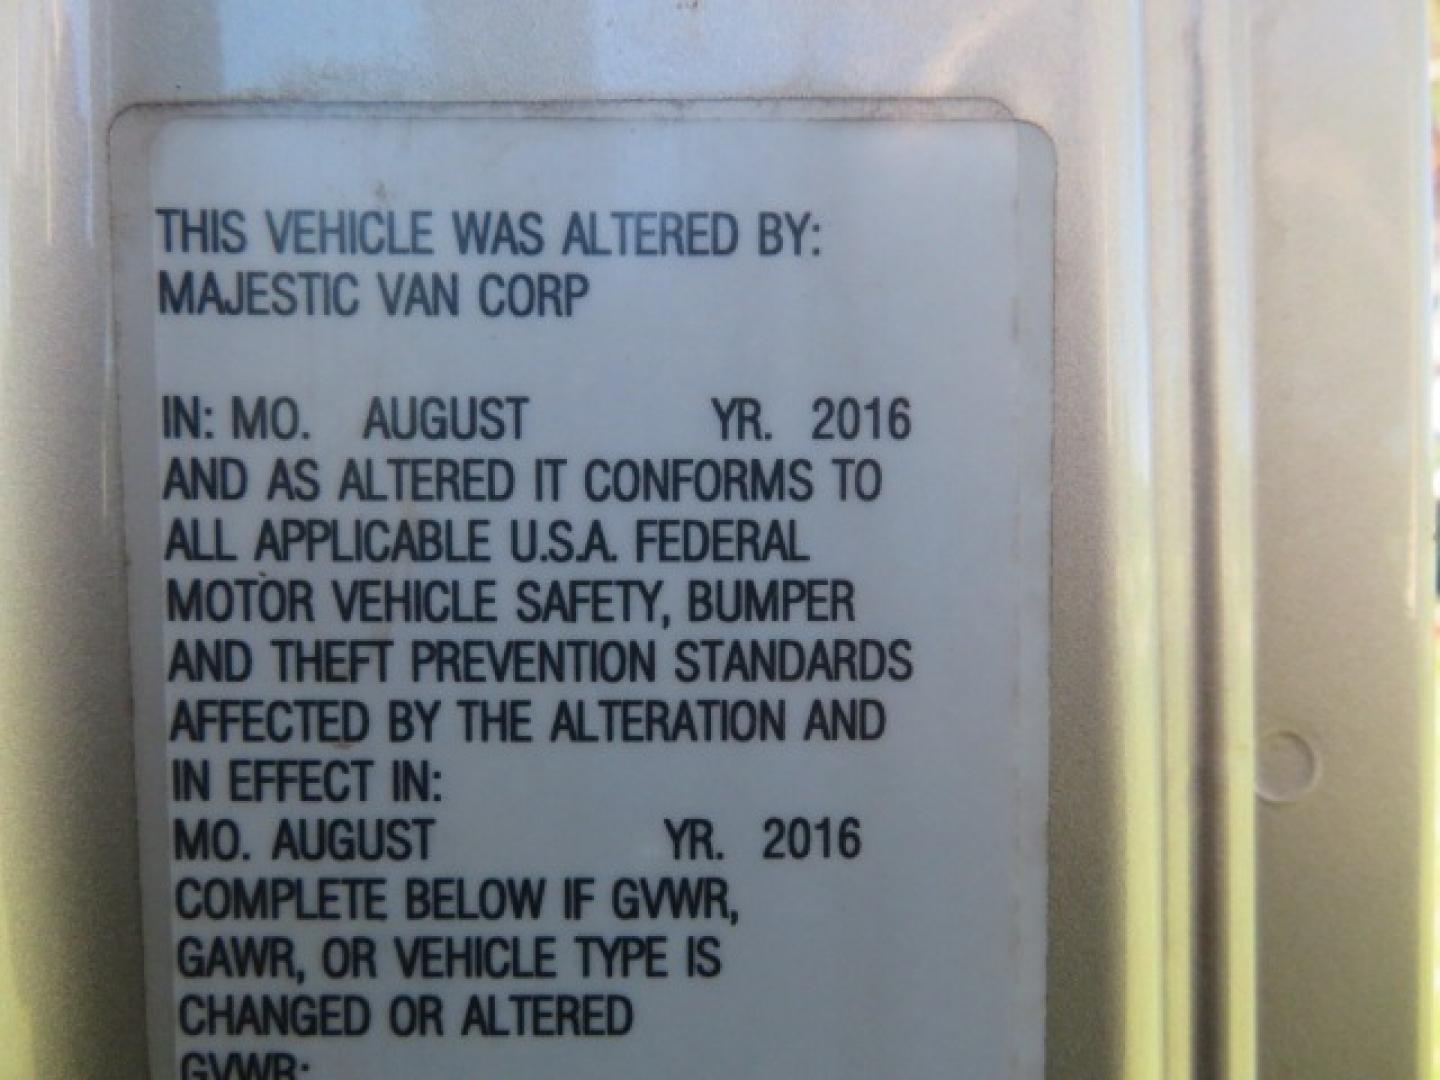 THIS VEHICLE WAS ALTERED BY:
MAJESTIC VAN CORP
IN: MO. AUGUST YR. 2016
AND AS ALTERED IT CONFORMS TO
ALL APPLICABLE U.S.A. FEDERAL
MOTOR VEHICLE SAFETY, BUMPER
AND THEFT PREVENTION STANDARDS
AFFECTED BY THE ALTERATION AND
IN EFFECT IN:
MO. AUGUST YR. 2016
COMPLETE BELOW IF GVWR,
GAWR, OR VEHICLE TYPE IS
CHANGED OR ALTERED
GVWR: